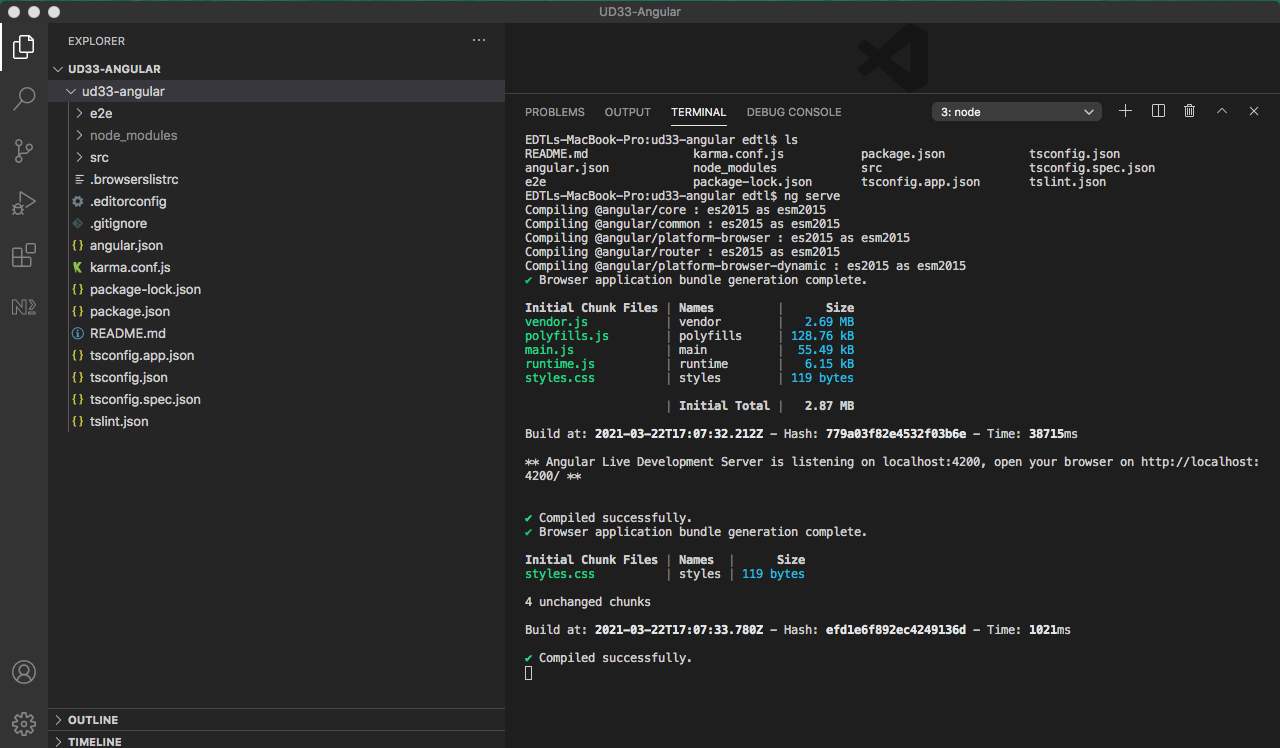 UD33-Angular
EXPLORER
UD33-ANGULAR
ud33-angular
e2e
node_modules
src
.browserslistrc
.editorconfig
.gitignore
angular.json
karma.conf.js
package-lock.json
package.json
README.md
tsconfig.app.json
tsconfig.json
tsconfig.spec.json
tslint.json
OUTLINE
TIMELINE
PROBLEMS OUTPUT TERMINAL DEBUG CONSOLE 3: node
EDTLs-MacBook-Pro:ud33-angular edtl$ ls
README.md karma.conf.js package.json tsconfig.json
angular.json node_modules src tsconfig.spec.json
e2e package-lock.json tsconfig.app.json tslint.json
EDTLs-MacBook-Pro:ud33-angular edtl$ ng serve
Compiling @angular/core : es2015 as esm2015
Compiling @angular/common : es2015 as esm2015
Compiling @angular/platform-browser : es2015 as esm2015
Compiling @angular/router : es2015 as esm2015
Compiling @angular/platform-browser-dynamic : es2015 as esm2015
✔ Browser application bundle generation complete.
Initial Chunk Files | Names | Size
vendor.js | vendor | 2.69 MB
polyfills.js | polyfills | 128.76 kB
main.js | main | 55.49 kB
runtime.js | runtime | 6.15 kB
styles.css | styles | 119 bytes
| Initial Total | 2.87 MB
Build at: 2021-03-22T17:07:32.212Z - Hash: 779a03f82e4532f03b6e - Time: 38715ms
** Angular Live Development Server is listening on localhost:4200, open your browser on http://localhost:
4200/ **
✔ Compiled successfully.
✔ Browser application bundle generation complete.
Initial Chunk Files | Names | Size
styles.css | styles | 119 bytes
4 unchanged chunks
Build at: 2021-03-22T17:07:33.780Z - Hash: efd1e6f892ec4249136d - Time: 1021ms
✔ Compiled successfully.